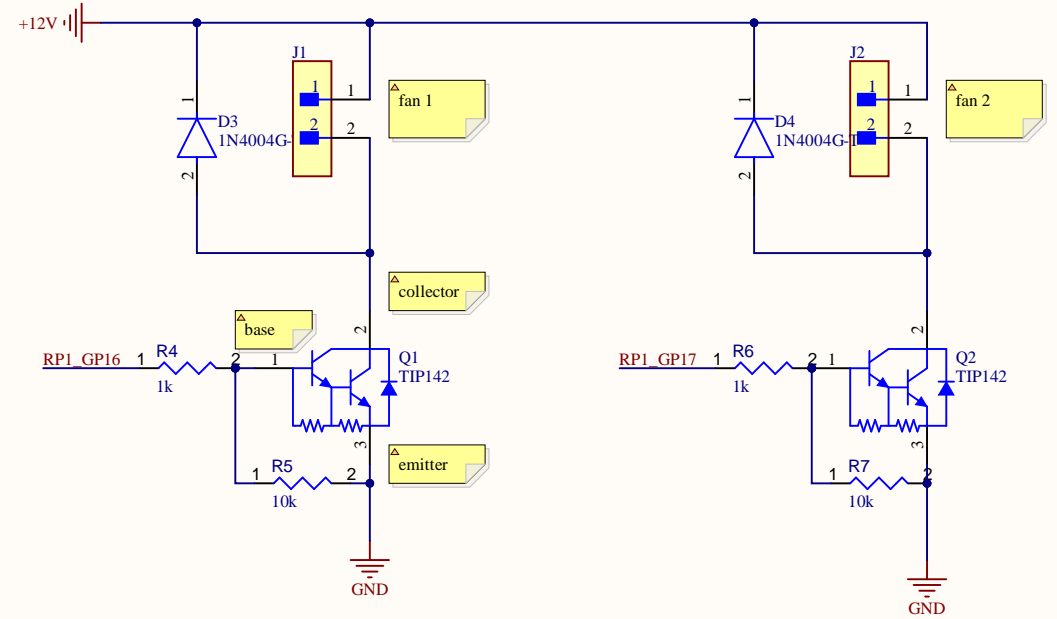 +12V
J1
J2
1
1
1
1
1
1
fan 1
fan 2
D3
1N4004G-
D4
1N4004G-T
2
2
2
2
2
2
collector
base
2
2
RP1_GP16
1
R4
2
1
1k
Q1
TIP142
RP1_GP17
1
R6
2
1
1k
Q2
TIP142
3
3
emitter
1
R5
2
10k
1
R7
2
10k
GND
GND